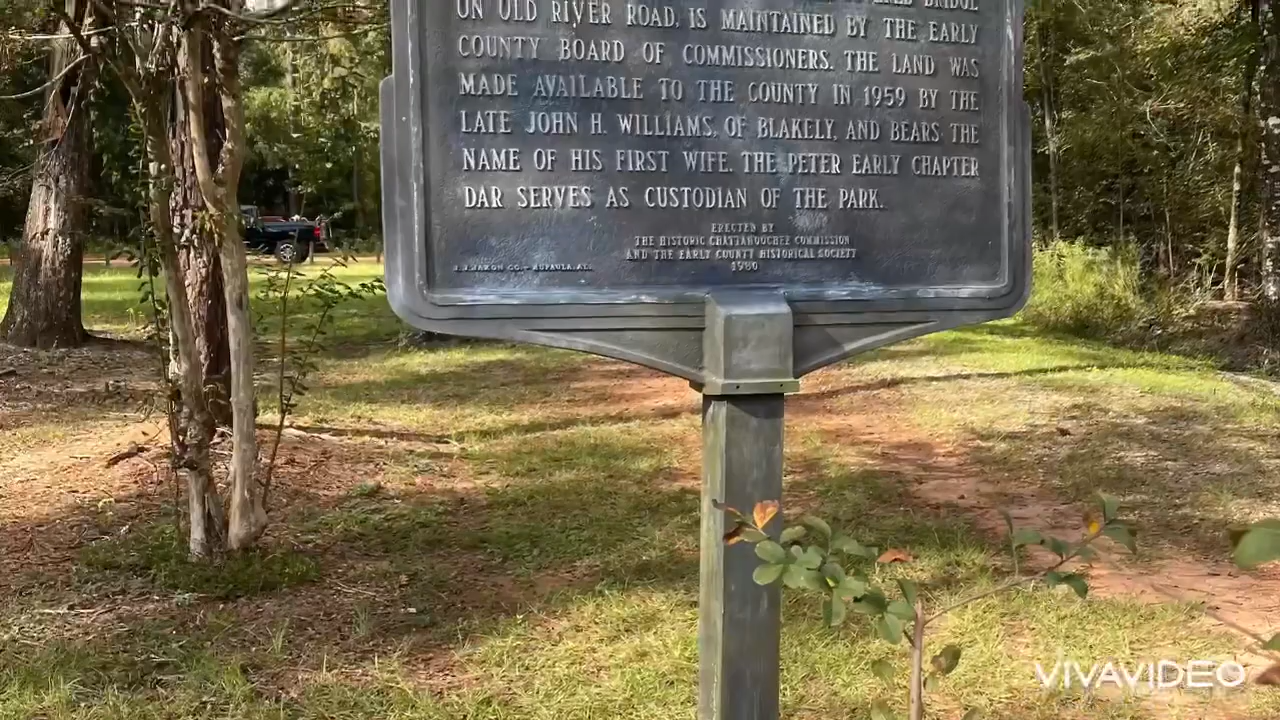 BRIDGE
ON OLD RIVER ROAD, IS MAINTAINED BY THE EARLY
COUNTY BOARD OF COMMISSIONERS. THE LAND WAS
MADE AVAILABLE TO THE COUNTY IN 1959 BY THE
LATE JOHN H. WILLIAMS, OF BLAKELY, AND BEARS THE
NAME OF HIS FIRST WIFE. THE PETER EARLY CHAPTER
DAR SERVES AS CUSTODIAN OF THE PARK.
ERECTED BY
THE HISTORIC CHATTAHOOCHEE COMMISSION
AND THE EARLY COUNTY HISTORICAL SOCIETY
1980
VIVAVIDEO